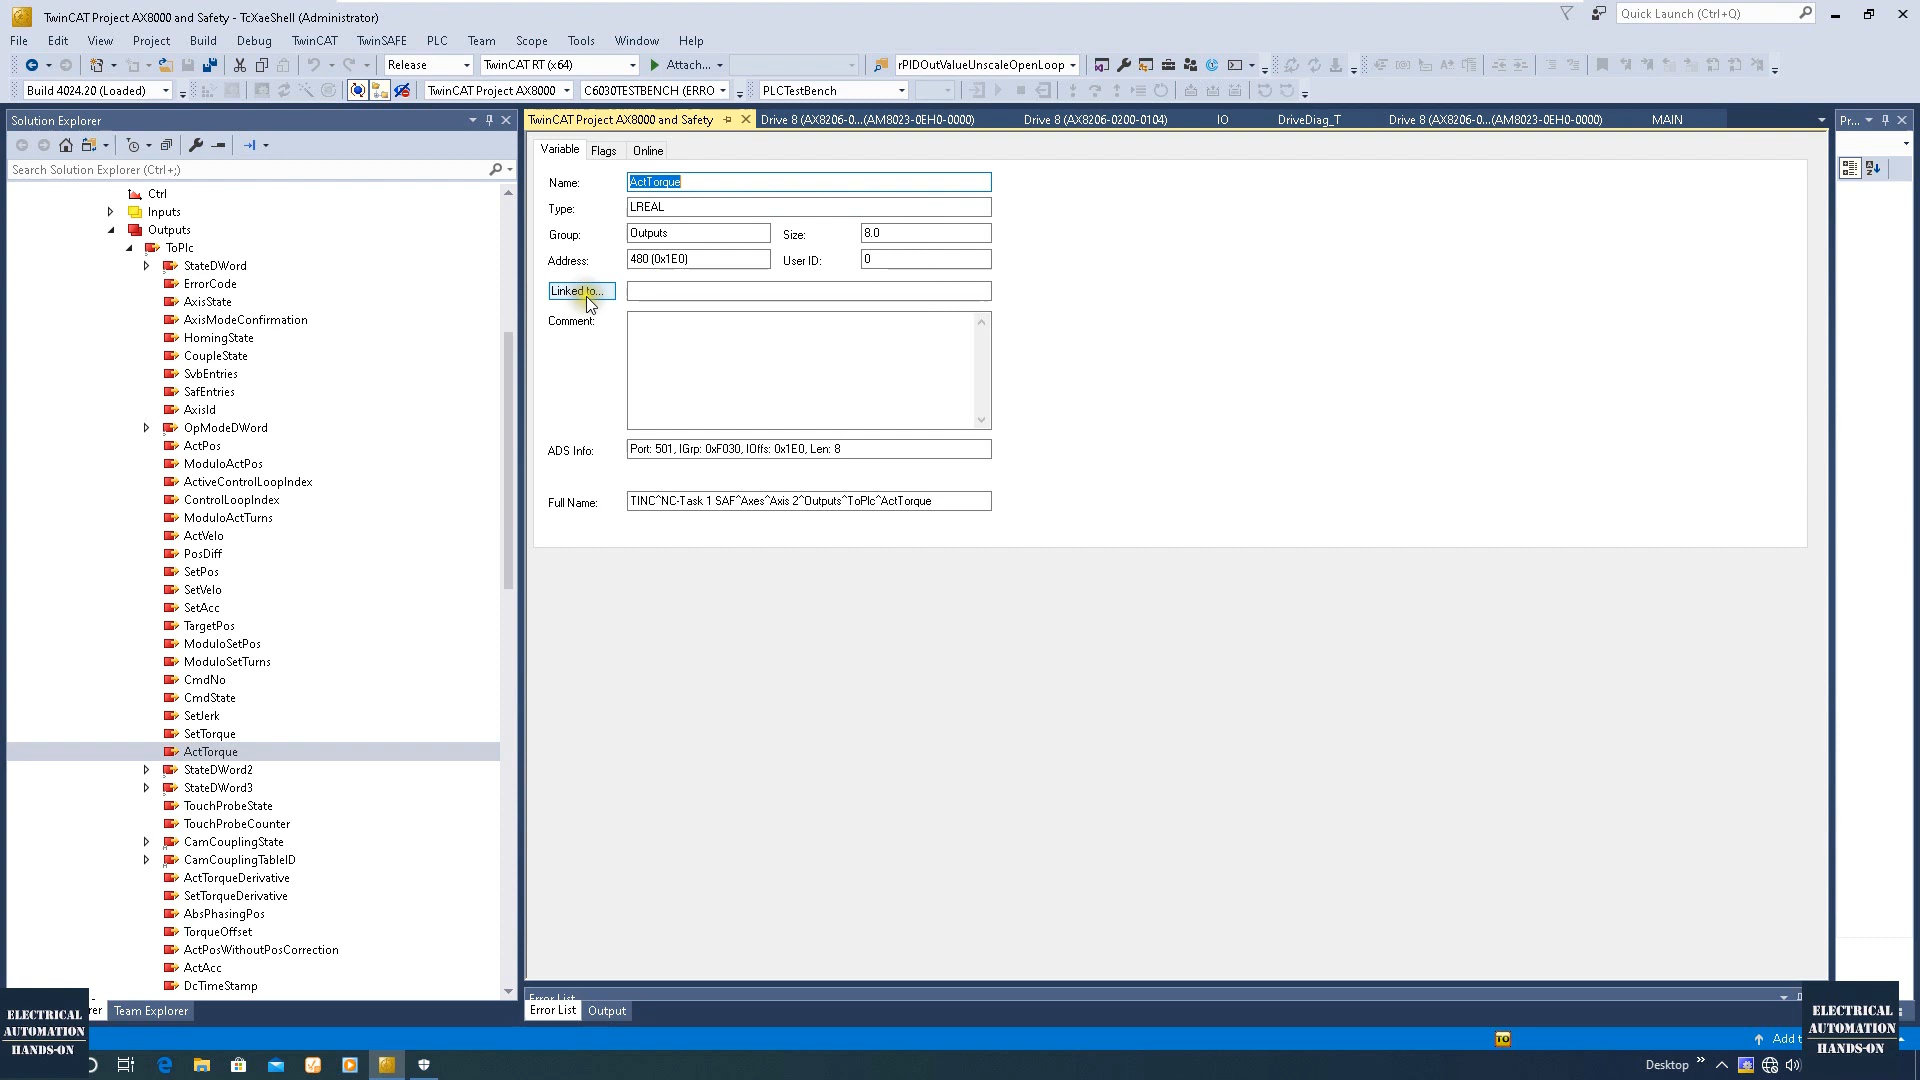 TwinCAT Project AX8000 and Safety - TcXaeShell (Administrator)
Quick Launch (Ctrl+Q)
File Edit View Project Build Debug TwinCAT TwinSAFE PLC Team Scope Tools Window Help
Release TwinCAT RT (x64) Attach... rPIDOutValueUnscaleOpenLoop
Build 4024.20 (Loaded) TwinCAT Project AX8000 C6030TESTBENCH (ERRO PLCTestBench
Solution Explorer
TwinCAT Project AX8000 and Safety Drive 8 (AX8206-0...(AM8023-0EH0-0000) Drive 8 (AX8206-0200-0104) IO DriveDiag_T Drive 8 (AX8206-0...(AM8023-0EH0-0000) MAIN
Pr...
Search Solution Explorer (Ctrl+;)
Ctrl
Inputs
Outputs
ToPlc
StateDWord
ErrorCode
AxisState
AxisModeConfirmation
HomingState
CoupleState
SvbEntries
SafEntries
AxisId
OpModeDWord
ActPos
ModuloActPos
ActiveControlLoopIndex
ControlLoopIndex
ModuloActTurns
ActVelo
PosDiff
SetPos
SetVelo
SetAcc
TargetPos
ModuloSetPos
ModuloSetTurns
CmdNo
CmdState
SetJerk
SetTorque
ActTorque
StateDWord2
StateDWord3
TouchProbeState
TouchProbeCounter
CamCouplingState
CamCouplingTableID
ActTorqueDerivative
SetTorqueDerivative
AbsPhasingPos
TorqueOffset
ActPosWithoutPosCorrection
ActAcc
DcTimeStamp
Team Explorer
Variable Flags Online
Name: ActTorque
Type: LREAL
Group: Outputs Size: 8.0
Address: 480 (0x1E0) User ID: 0
Linked to...
Comment:
ADS Info: Port: 501, IGrp: 0xF030, IOffs: 0x1E0, Len: 8
Full Name: TINC^NC-Task 1 SAF^Axes^Axis 2^Outputs^ToPlc^ActTorque
Error List
Error List Output
ELECTRICAL
AUTOMATION
HANDS-ON
ELECTRICAL
AUTOMATION
HANDS-ON
Add t
Desktop